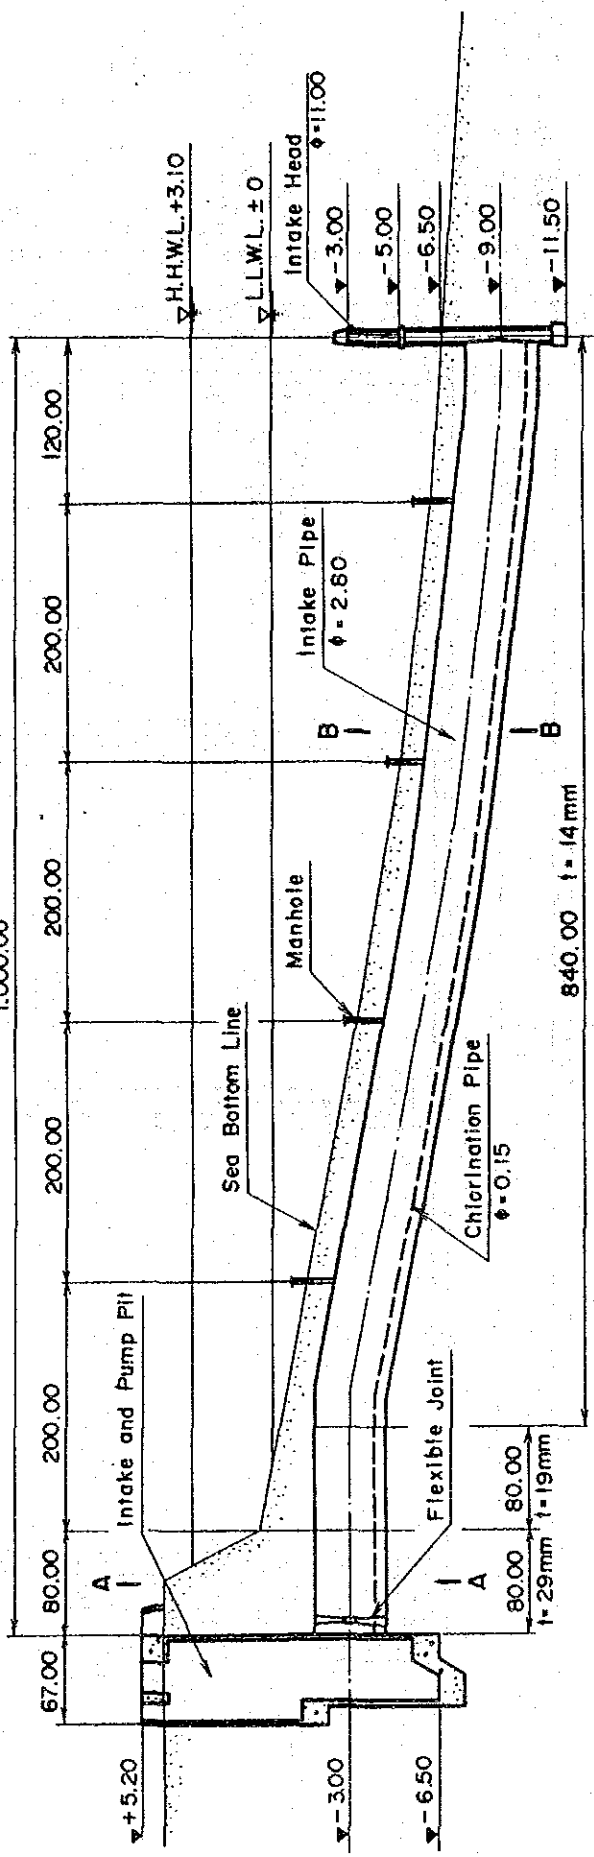 1.000.00
67.00
80.00
200.00
200.00
200.00
200.00
120.00
H.H.W.L.+3.10
L.L.W.L.±0
Intake Head
φ=11.00
-3.00
-5.00
-6.50
-9.00
-11.50
+5.20
-3.00
-6.50
Intake and Pump Pit
Sea Bottom Line
Manhole
Intake Pipe
φ=2.80
A
A
B
B
Flexible Joint
Chlorination Pipe
φ=0.15
80.00
t=29mm
80.00
t=19mm
840.00 t=14mm